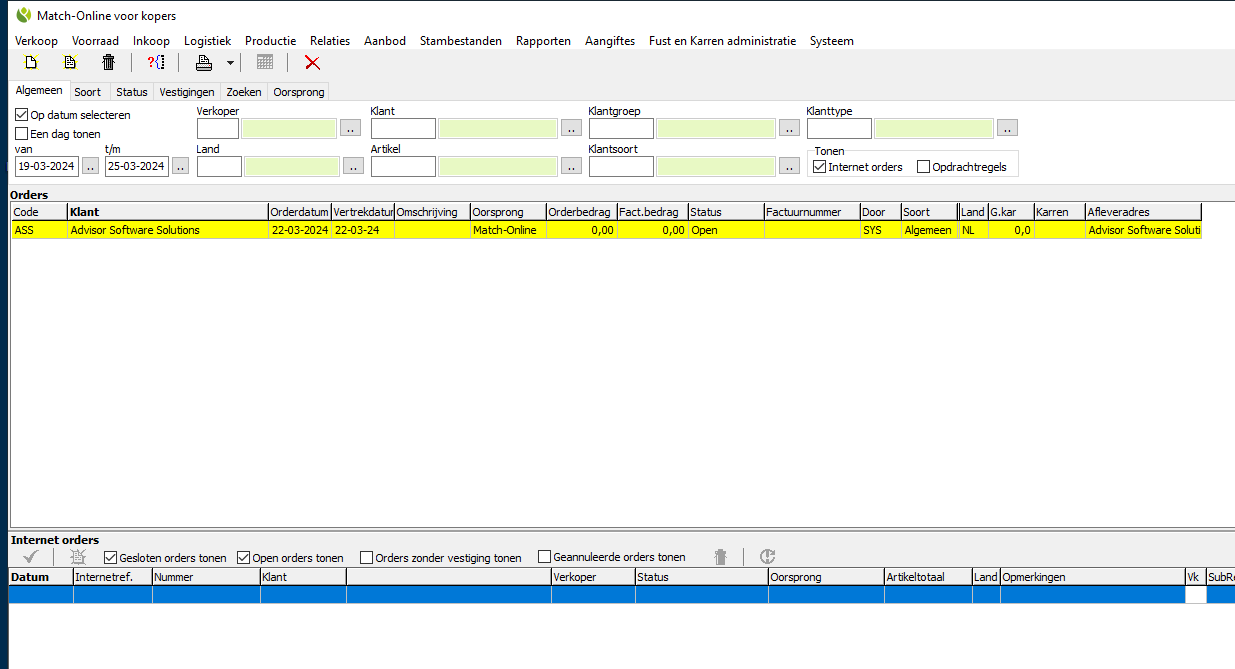 Match-Online voor kopers
Verkoop Voorraad Inkoop Logistiek Productie Relaties Aanbod Stambestanden Rapporten Aangiftes Fust en Karren administratie Systeem
Algemeen Soort Status Vestigingen Zoeken Oorsprong
Op datum selecteren Verkoper Klant Klantgroep Klanttype
Een dag tonen .. .. .. ..
van t/m Land Artikel Klantsoort Tonen
19-03-2024 .. 25-03-2024 .. .. .. .. Internet orders Opdrachtregels
Orders
Code Klant Orderdatum Vertrekdatur Omschrijving Oorsprong Orderbedrag Fact.bedrag Status Factuurnummer Door Soort Land G.kar Karren Afleveradres
ASS Advisor Software Solutions 22-03-2024 22-03-24 Match-Online 0,00 0,00 Open SYS Algemeen NL 0,0 Advisor Software Soluti
Internet orders
Gesloten orders tonen Open orders tonen Orders zonder vestiging tonen Geannuleerde orders tonen
Datum Internetref. Nummer Klant Verkoper Status Oorsprong Artikeltotaal Land Opmerkingen Vk SubRe